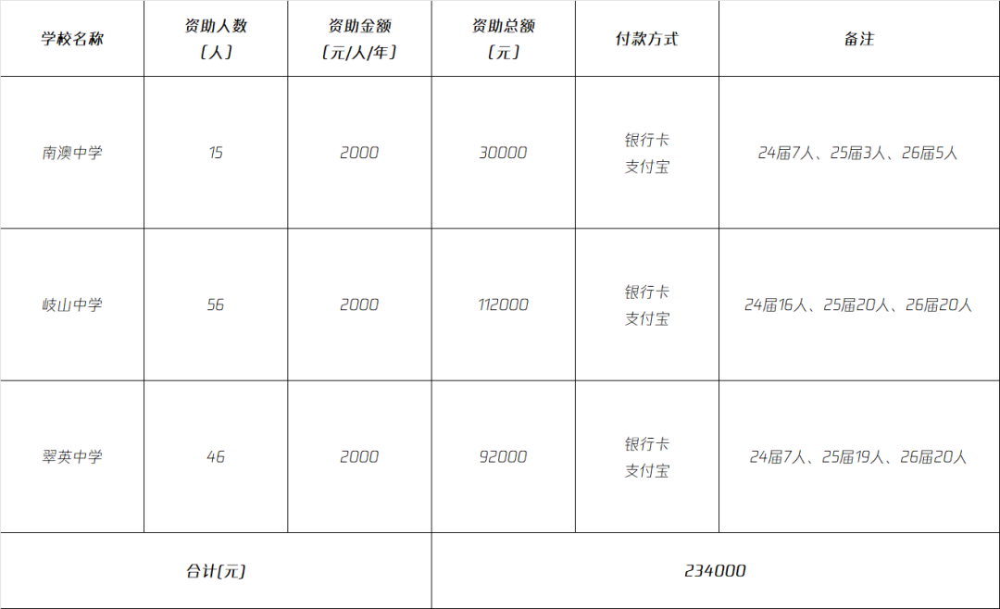 学校名称
资助人数
(人)
资助金额
(元/人/年)
资助总额
(元)
付款方式
备注
南澳中学
15
2000
30000
银行卡
支付宝
24届7人、25届3人、26届5人
岐山中学
56
2000
112000
银行卡
支付宝
24届16人、25届20人、26届20人
翠英中学
46
2000
92000
银行卡
支付宝
24届7人、25届19人、26届20人
合计(元)
234000